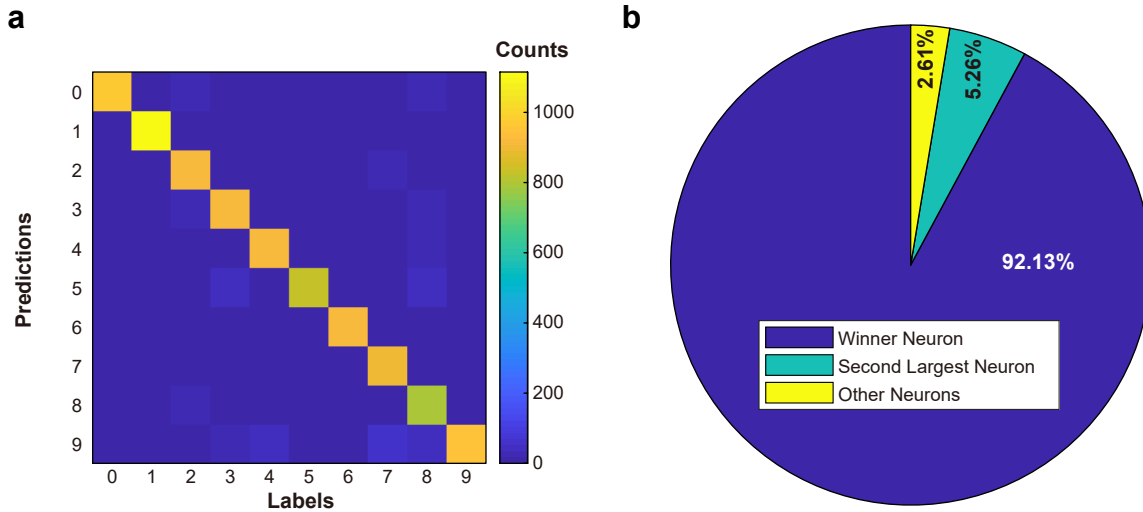 a
Counts
0
1
2
3
4
5
6
7
8
9
Predictions
0 1 2 3 4 5 6 7 8 9
Labels
1000
800
600
400
200
0
b
2.61%
5.26%
92.13%
Winner Neuron
Second Largest Neuron
Other Neurons